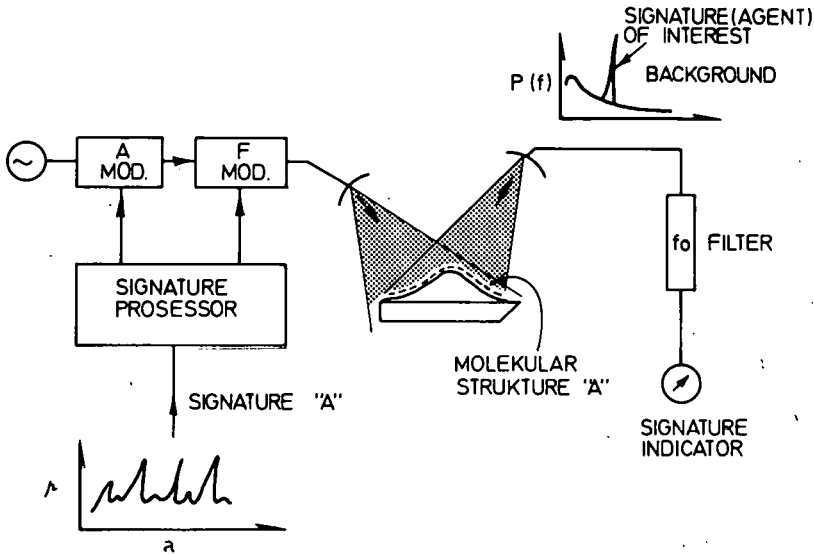 SIGNATURE (AGENT)
OF INTEREST
P (f)
BACKGROUND
~
A
MOD.
F
MOD.
SIGNATURE
PROSESSOR
fo
FILTER
MOLEKULAR
STRUKTURE "A"
SIGNATURE "A"
SIGNATURE
INDICATOR
a